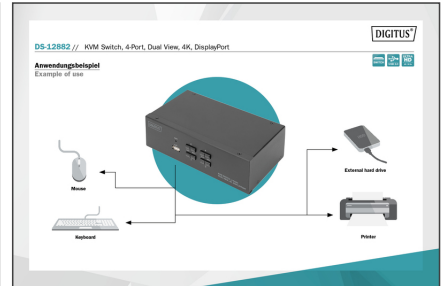 DIGITUS®
DS-12882 // KVM Switch, 4-Port, Dual View, 4K, DisplayPort
Anwendungsbeispiel
Example of use
HD
Mouse
Keyboard
External hard drive
Printer